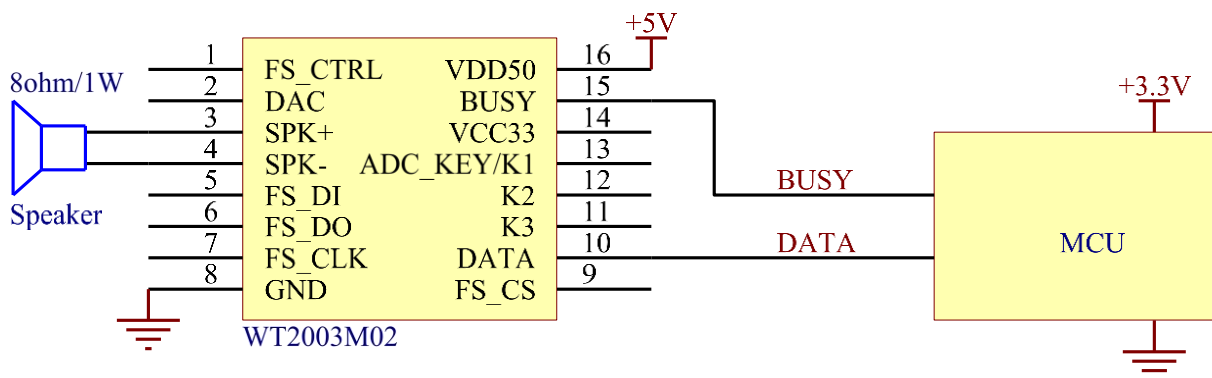 +5V
1
FS_CTRL
VDD50
16
8ohm/1W
2
DAC
BUSY
15
+3.3V
3
SPK+
VCC33
14
4
SPK-
ADC_KEY/K1
13
5
FS_DI
K2
12
BUSY
Speaker
6
FS_DO
K3
11
7
FS_CLK
DATA
10
DATA
MCU
8
GND
FS_CS
9
WT2003M02